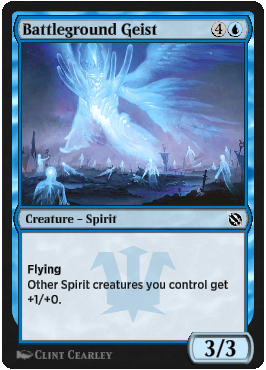 Battleground Geist 4
Creature – Spirit
Flying
Other Spirit creatures you control get
+1/+0.
CLINT CEARLEY
3/3